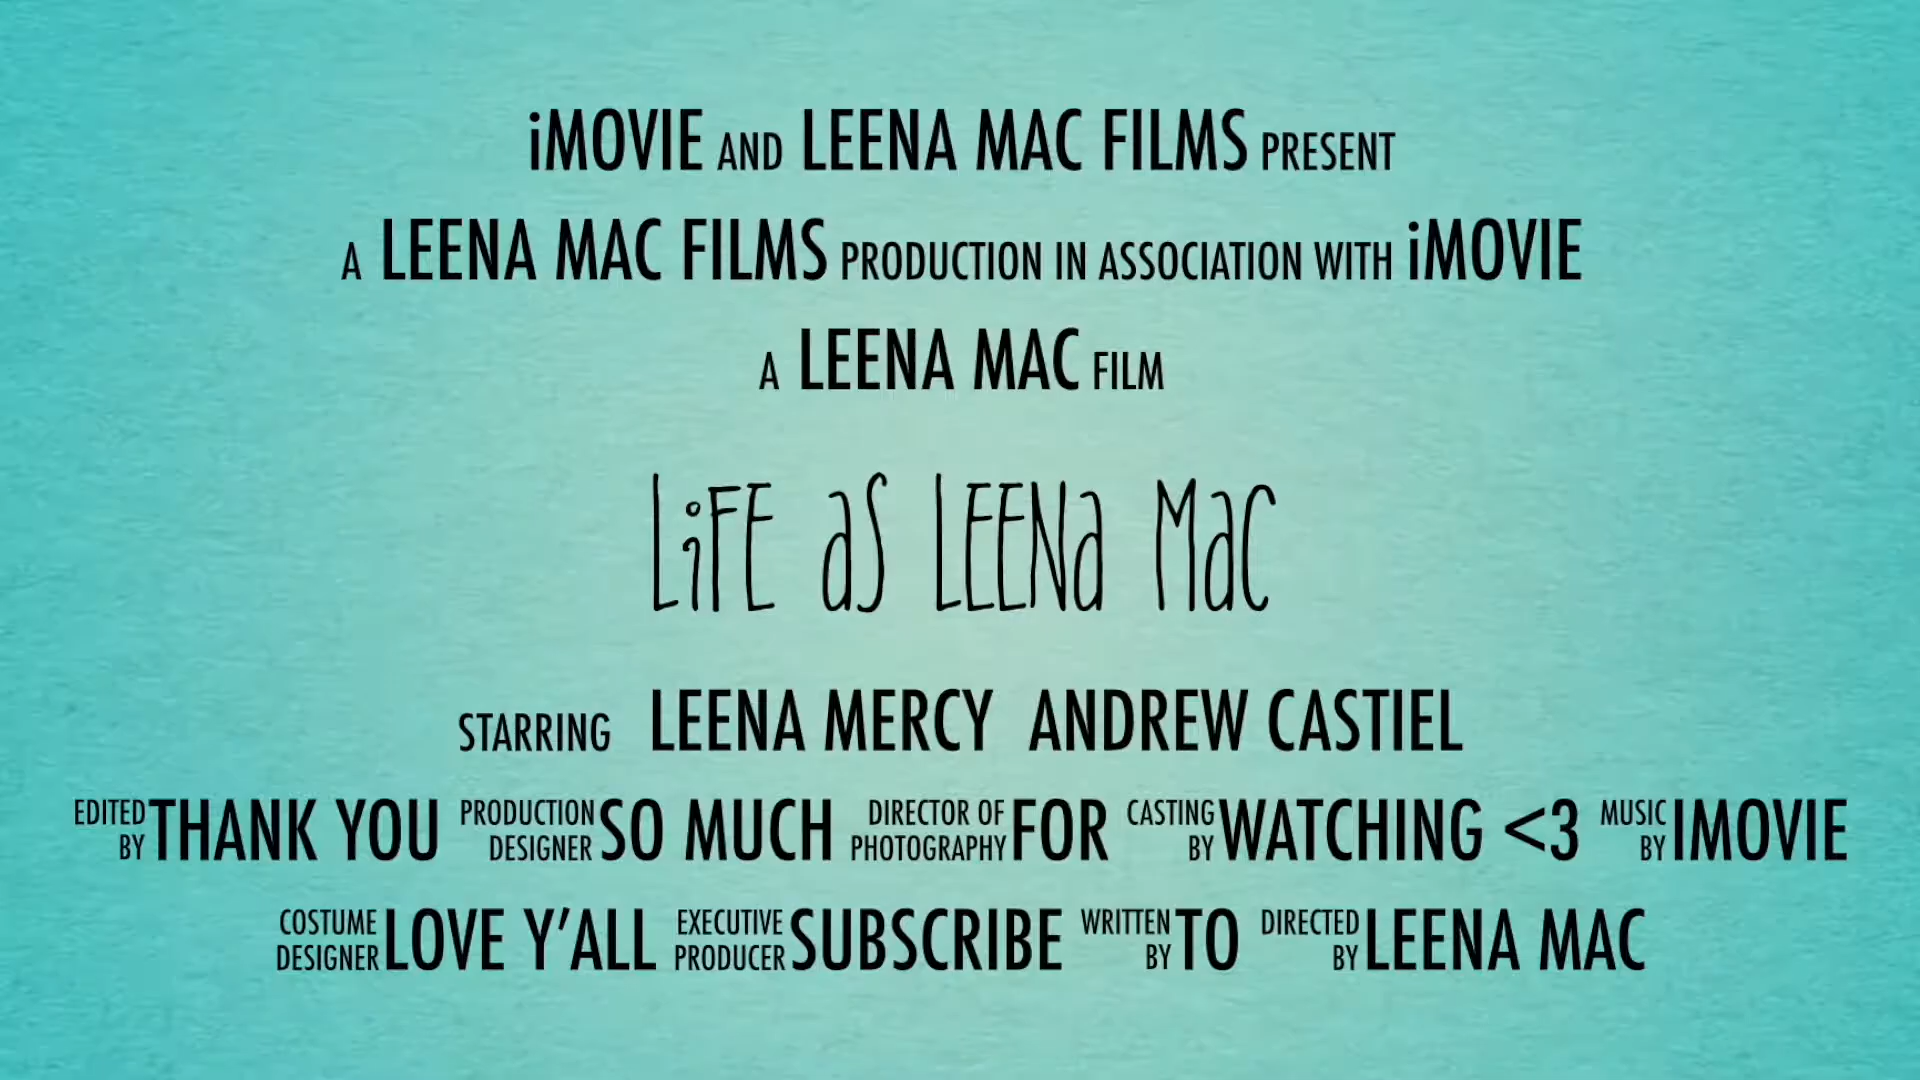 iMOVIE AND LEENA MAC FILMS PRESENT
A LEENA MAC FILMS PRODUCTION IN ASSOCIATION WITH iMOVIE
A LEENA MAC FILM
LiFE aS LEENa MaC
STARRING LEENA MERCY ANDREW CASTIEL
EDITED BY THANK YOU PRODUCTION DESIGNER SO MUCH DIRECTOR OF PHOTOGRAPHY FOR CASTING BY WATCHING <3 MUSIC BY IMOVIE
COSTUME DESIGNER LOVE Y'ALL EXECUTIVE PRODUCER SUBSCRIBE WRITTEN BY TO DIRECTED BY LEENA MAC